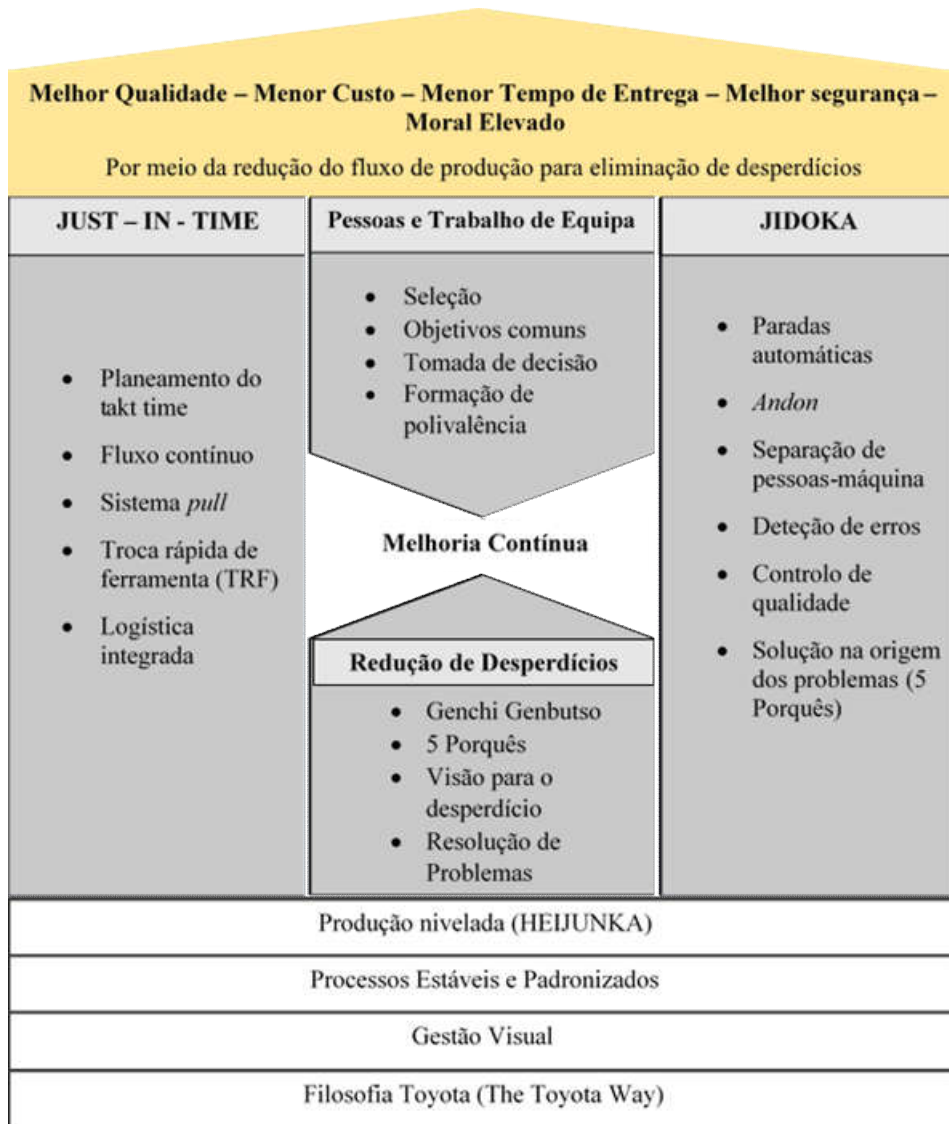 Melhor Qualidade – Menor Custo – Menor Tempo de Entrega – Melhor segurança –
Moral Elevado
Por meio da redução do fluxo de produção para eliminação de desperdícios
JUST – IN - TIME
• Planeamento do
takt time
• Fluxo contínuo
• Sistema pull
• Troca rápida de
ferramenta (TRF)
• Logística
integrada
Pessoas e Trabalho de Equipa
• Seleção
• Objetivos comuns
• Tomada de decisão
• Formação de
polivalência
Melhoria Contínua
Redução de Desperdícios
• Genchi Genbutso
• 5 Porquês
• Visão para o
desperdício
• Resolução de
Problemas
JIDOKA
• Paradas
automáticas
• Andon
• Separação de
pessoas-máquina
• Deteção de erros
• Controlo de
qualidade
• Solução na origem
dos problemas (5
Porquês)
Produção nivelada (HEIJUNKA)
Processos Estáveis e Padronizados
Gestão Visual
Filosofia Toyota (The Toyota Way)